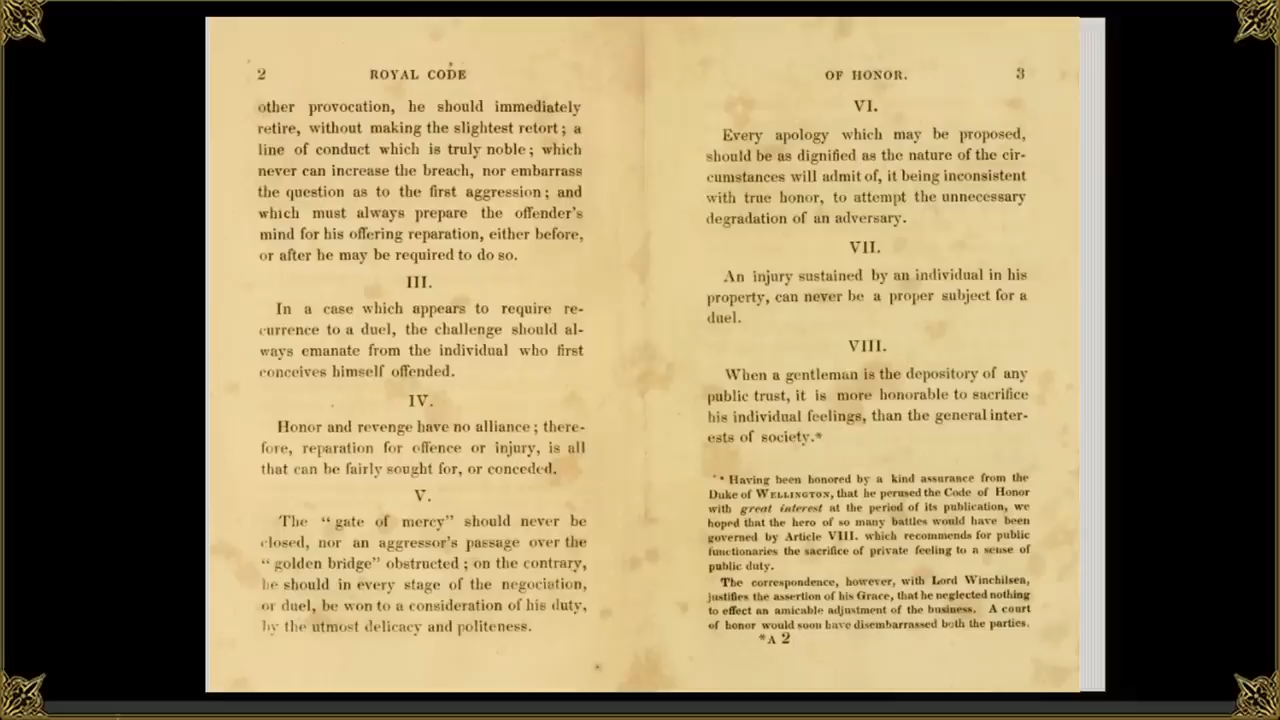 2 ROYAL CODE
other provocation, he should immediately
retire, without making the slightest retort; a
line of conduct which is truly noble; which
never can increase the breach, nor embarrass
the question as to the first aggression; and
which must always prepare the offender's
mind for his offering reparation, either before,
or after he may be required to do so.
III.
In a case which appears to require re-
currence to a duel, the challenge should al-
ways emanate from the individual who first
conceives himself offended.
IV.
Honor and revenge have no alliance; there-
fore, reparation for offence or injury, is all
that can be fairly sought for, or conceded.
V.
The "gate of mercy" should never be
closed, nor an aggressor's passage over the
"golden bridge" obstructed; on the contrary,
he should in every stage of the negociation,
or duel, be won to a consideration of his duty,
by the utmost delicacy and politeness.
OF HONOR. 3
VI.
Every apology which may be proposed,
should be as dignified as the nature of the cir-
cumstances will admit of, it being inconsistent
with true honor, to attempt the unnecessary
degradation of an adversary.
VII.
An injury sustained by an individual in his
property, can never be a proper subject for a
duel.
VIII.
When a gentleman is the depository of any
public trust, it is more honorable to sacrifice
his individual feelings, than the general inter-
ests of society.*
* Having been honored by a kind assurance from the
Duke of WELLINGTON, that he perused the Code of Honor
with great interest at the period of its publication, we
hoped that the hero of so many battles would have been
governed by Article VIII. which recommends for public
functionaries the sacrifice of private feeling to a sense of
public duty.
The correspondence, however, with Lord Winchilsea,
justifies the assertion of his Grace, that he neglected nothing
to effect an amicable adjustment of the business. A court
of honor would soon have disembarrassed both the parties.
*A 2